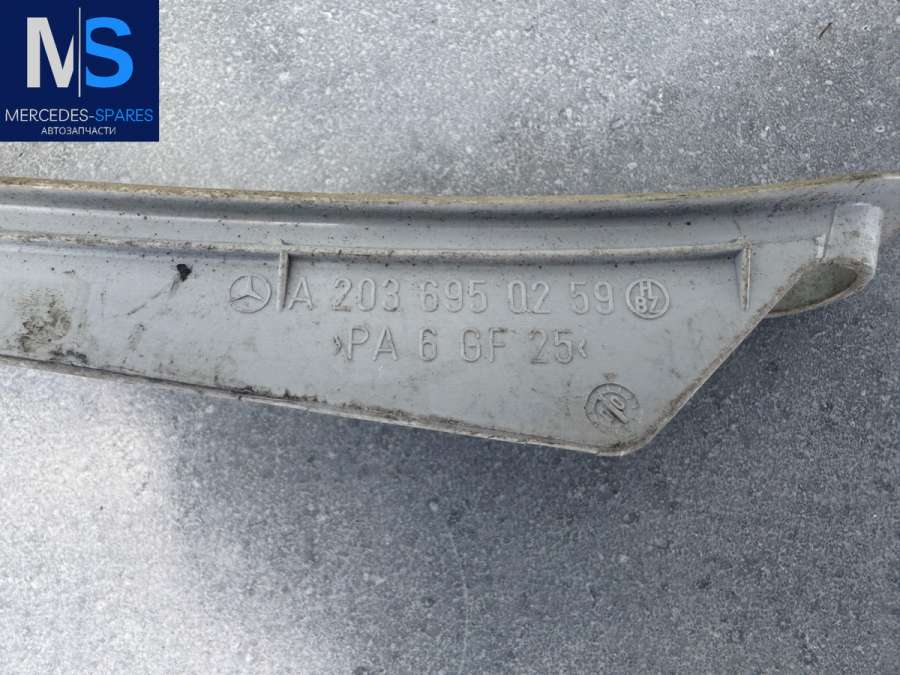 MS
MERCEDES-SPARES
АВТОЗАПЧАСТИ
A 203 695 02 59
»PA 6 GF 25«